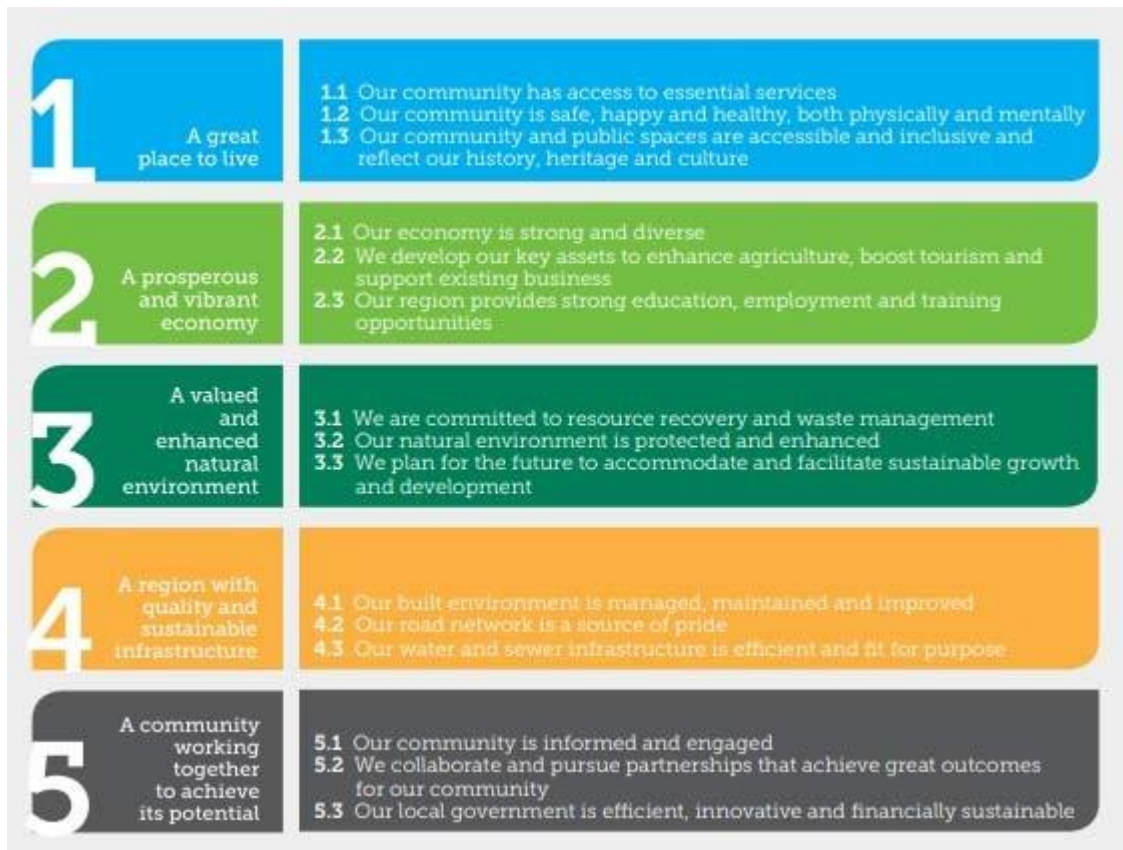 1
A great
place to live
1.1 Our community has access to essential services
1.2 Our community is safe, happy and healthy, both physically and mentally
1.3 Our community and public spaces are accessible and inclusive and
reflect our history, heritage and culture
2
A prosperous
and vibrant
economy
2.1 Our economy is strong and diverse
2.2 We develop our key assets to enhance agriculture, boost tourism and
support existing business
2.3 Our region provides strong education, employment and training
opportunities
3
A valued
and
enhanced
natural
environment
3.1 We are committed to resource recovery and waste management
3.2 Our natural environment is protected and enhanced
3.3 We plan for the future to accommodate and facilitate sustainable growth
and development
4
A region with
quality and
sustainable
infrastructure
4.1 Our built environment is managed, maintained and improved
4.2 Our road network is a source of pride
4.3 Our water and sewer infrastructure is efficient and fit for purpose
5
A community
working
together
to achieve
its potential
5.1 Our community is informed and engaged
5.2 We collaborate and pursue partnerships that achieve great outcomes
for our community
5.3 Our local government is efficient, innovative and financially sustainable